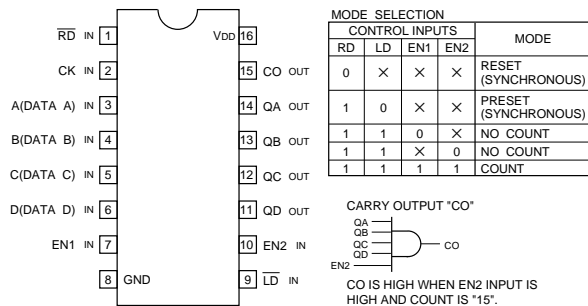 RD IN 1
CK IN 2
A(DATA A) IN 3
B(DATA B) IN 4
C(DATA C) IN 5
D(DATA D) IN 6
EN1 IN 7
8 GND
VDD 16
15 CO OUT
14 QA OUT
13 QB OUT
12 QC OUT
11 QD OUT
10 EN2 IN
9 LD IN
MODE SELECTION
CONTROL INPUTS MODE
RD LD EN1 EN2
0 × × × RESET
(SYNCHRONOUS)
1 0 × × PRESET
(SYNCHRONOUS)
1 1 0 × NO COUNT
1 1 × 0 NO COUNT
1 1 1 1 COUNT
CARRY OUTPUT "CO"
QA
QB
QC
QD
EN2
CO
CO IS HIGH WHEN EN2 INPUT IS
HIGH AND COUNT IS "15".